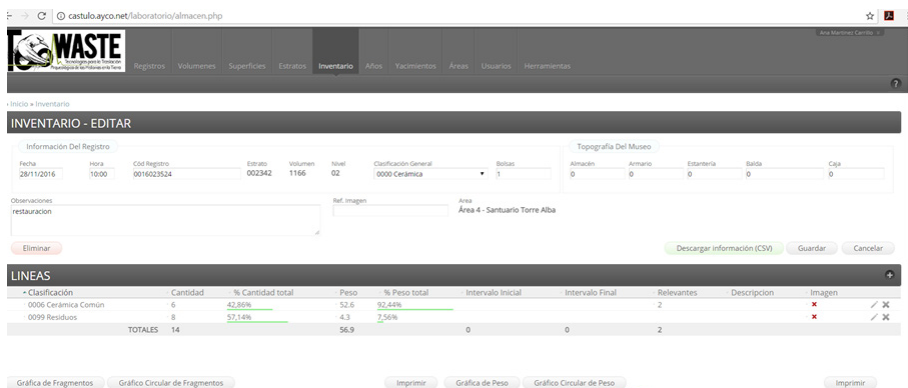 castulo.ayco.net/laboratorio/almacen.php
Ana Martinez Carrillo
WASTE
Tecnologías para la Traslación
Arqueológica de las Historias en la Tierra
Registros Volumenes Superficies Estratos Inventario Años Yacimientos Áreas Usuarios Herramientas
?
» Inicio » Inventario
INVENTARIO - EDITAR
Información Del Registro Topografía Del Museo
Fecha Hora Cód Registro Estrato Volumen Nivel Clasificación General Bolsas Almacén Armario Estantería Balda Caja
28/11/2016 10:00 0016023524 002342 1166 02 0000 Cerámica 1 0 0 0 0 0
Observaciones Ref. Imagen Area
restauracion Área 4 - Santuario Torre Alba
Eliminar Descargar información (CSV) Guardar Cancelar
LINEAS
Clasificación Cantidad % Cantidad total Peso % Peso total Intervalo Inicial Intervalo Final Relevantes Descripcion Imagen
0006 Cerámica Común 6 42,86% 52.6 92,44% 2
0099 Residuos 8 57,14% 4.3 7,56%
TOTALES 14 56.9 0 0 2
Gráfica de Fragmentos Gráfico Circular de Fragmentos Imprimir Gráfica de Peso Gráfico Circular de Peso Imprimir